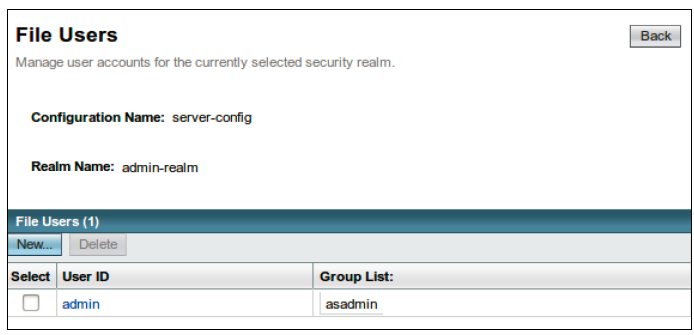 File Users
Back
Manage user accounts for the currently selected security realm.
Configuration Name: server-config
Realm Name: admin-realm
File Users (1)
New... Delete
Select User ID Group List:
admin asadmin